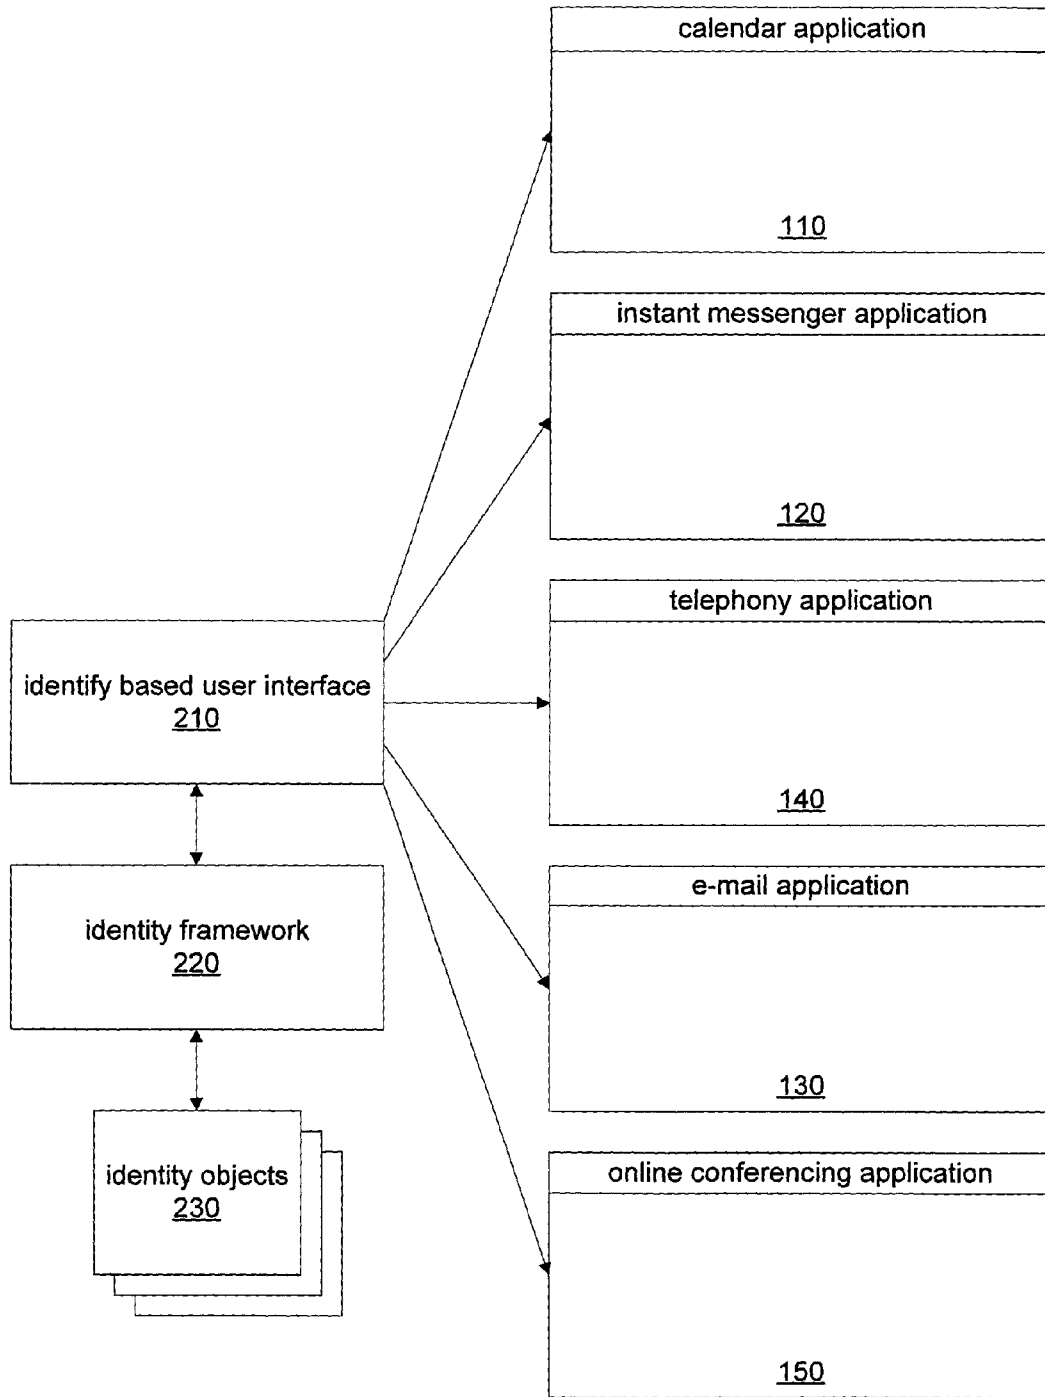 calendar application
110
instant messenger application
120
telephony application
140
identify based user interface
210
identity framework
220
e-mail application
130
identity objects
230
online conferencing application
150